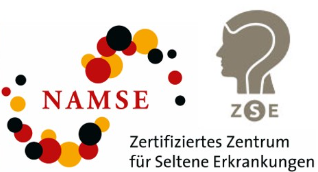 NAMSE
ZSE
Zertifiziertes Zentrum
für Seltene Erkrankungen